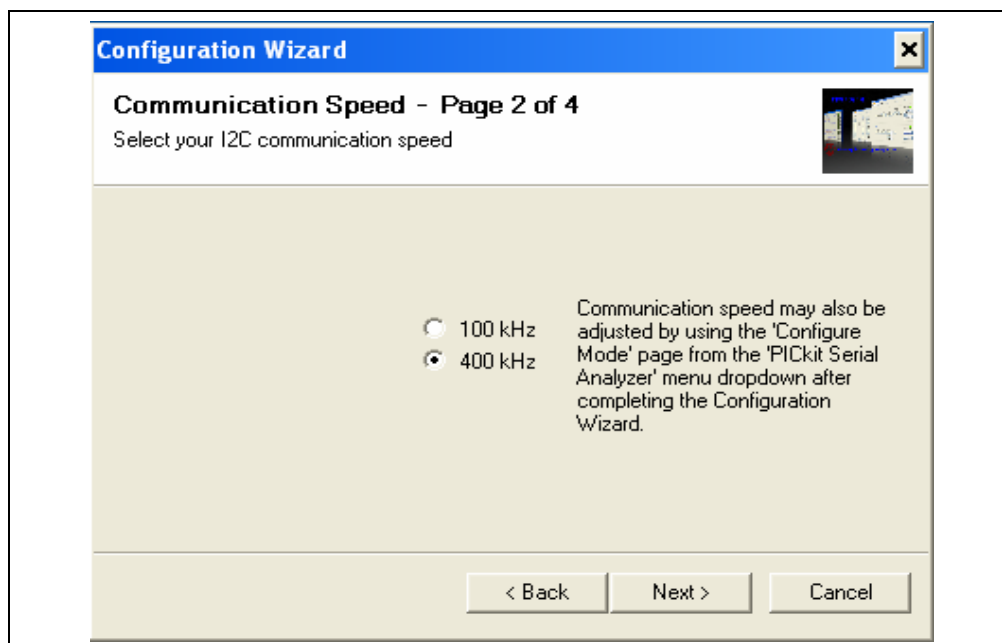 Configuration Wizard
Communication Speed - Page 2 of 4
Select your I2C communication speed
100 kHz
400 kHz
Communication speed may also be
adjusted by using the 'Configure
Mode' page from the 'PICkit Serial
Analyzer' menu dropdown after
completing the Configuration
Wizard.
< Back
Next >
Cancel